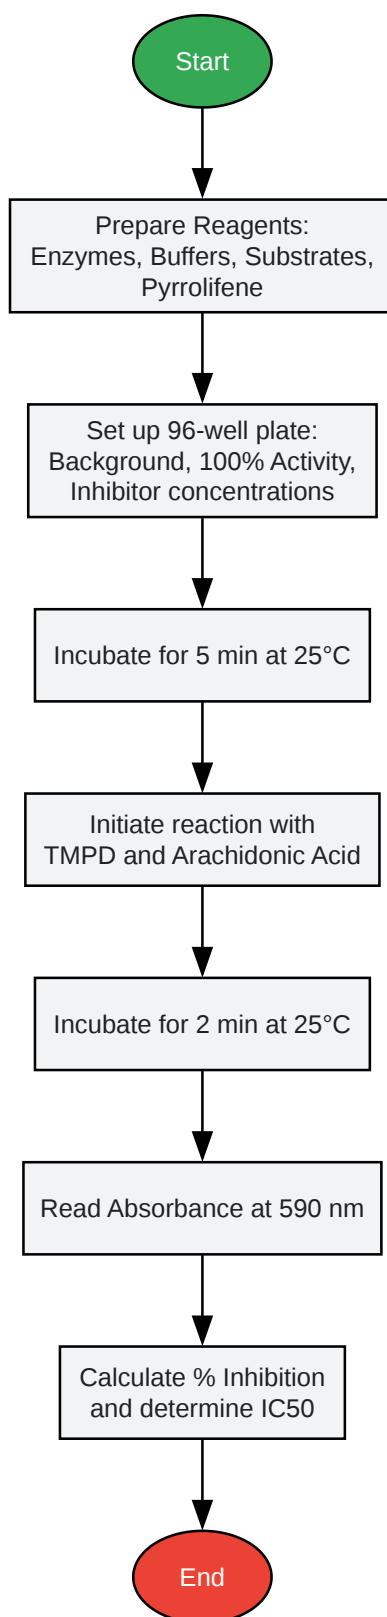 Start
Prepare Reagents:
Enzymes, Buffers, Substrates,
Pyrrolifene
Set up 96-well plate:
Background, 100% Activity,
Inhibitor concentrations
Incubate for 5 min at 25°C
Initiate reaction with
TMPD and Arachidonic Acid
Incubate for 2 min at 25°C
Read Absorbance at 590 nm
Calculate % Inhibition
and determine IC50
End